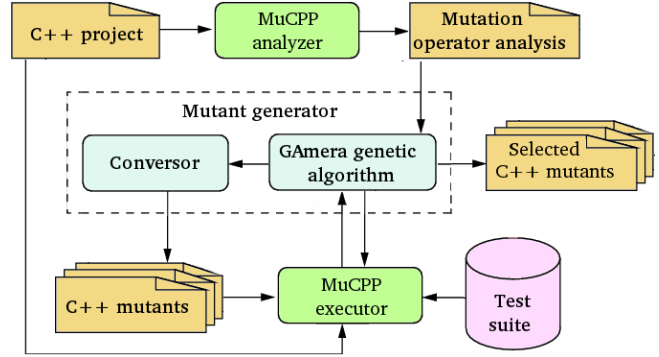 C++ project
MuCPP
analyzer
Mutation
operator analysis
Mutant generator
Conversor
GAmera genetic
algorithm
Selected
C++ mutants
C++ mutants
MuCPP
executor
Test
suite